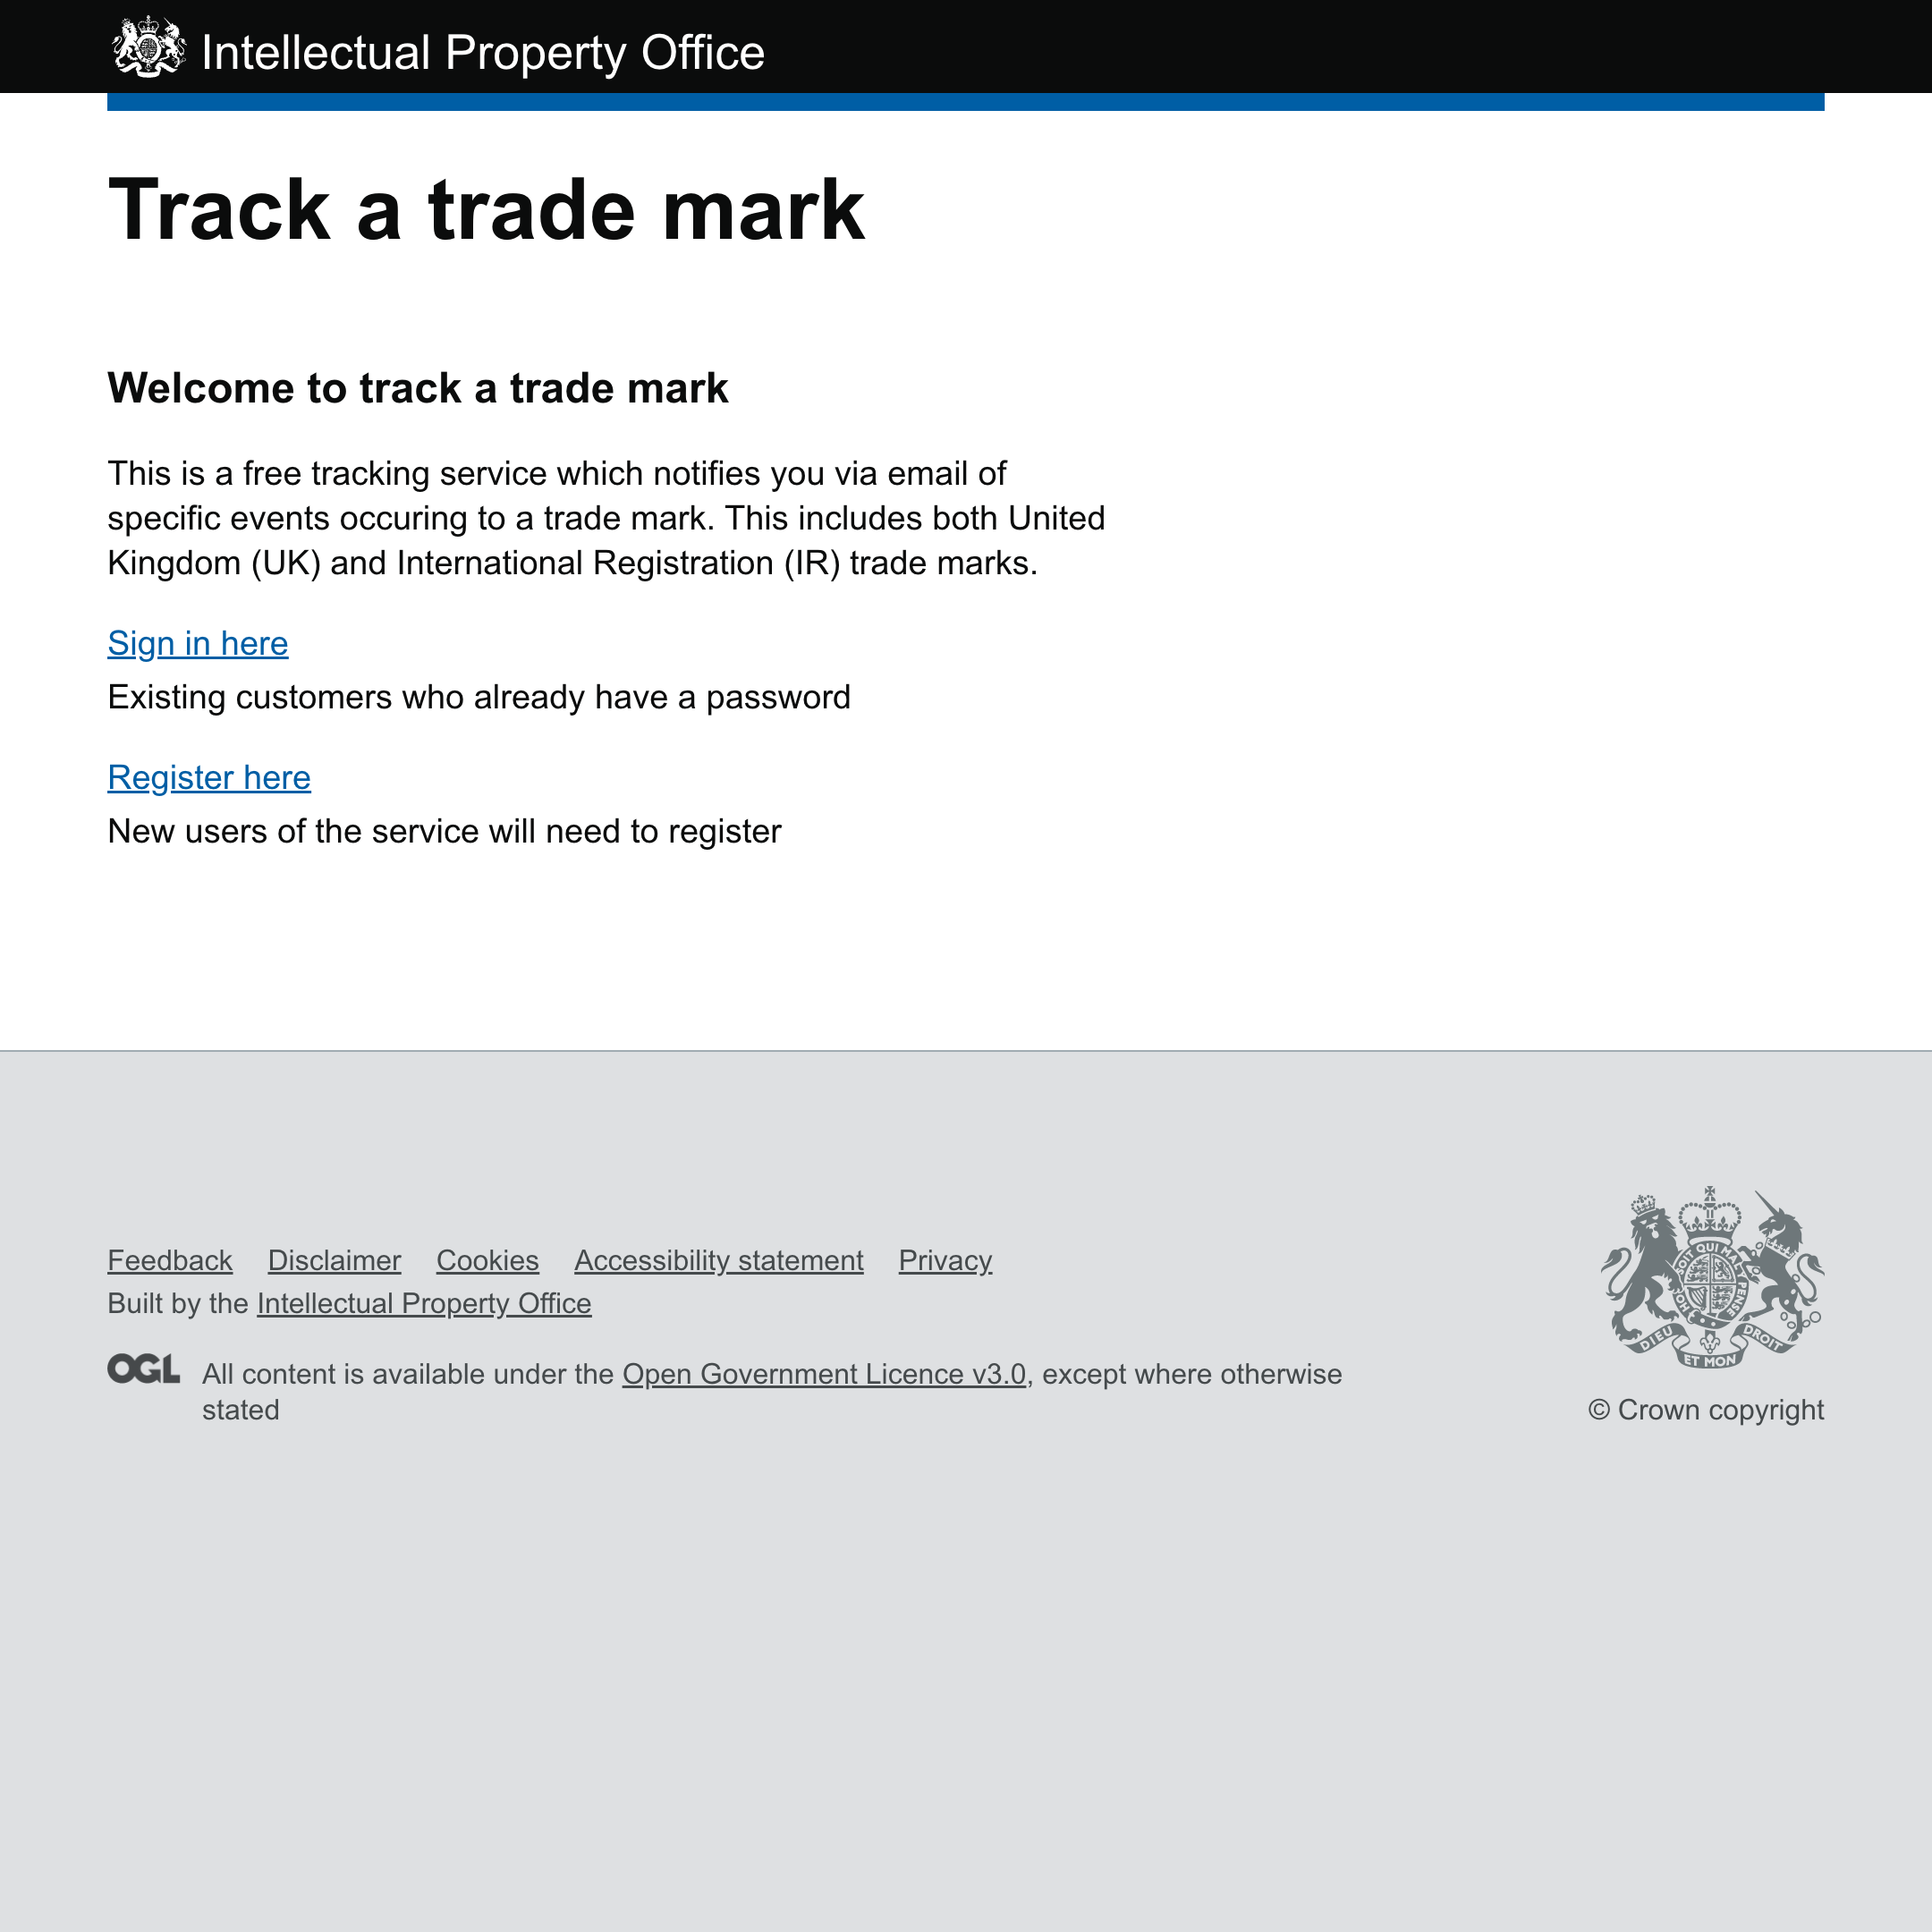 Intellectual Property Office
Track a trade mark
Welcome to track a trade mark
This is a free tracking service which notifies you via email of
specific events occuring to a trade mark. This includes both United
Kingdom (UK) and International Registration (IR) trade marks.
Sign in here
Existing customers who already have a password
Register here
New users of the service will need to register
Feedback Disclaimer Cookies Accessibility statement Privacy
Built by the Intellectual Property Office
OGL All content is available under the Open Government Licence v3.0, except where otherwise
stated
SOIT QUI MAL Y PENSE HON
DIEU ET MON DROIT
© Crown copyright